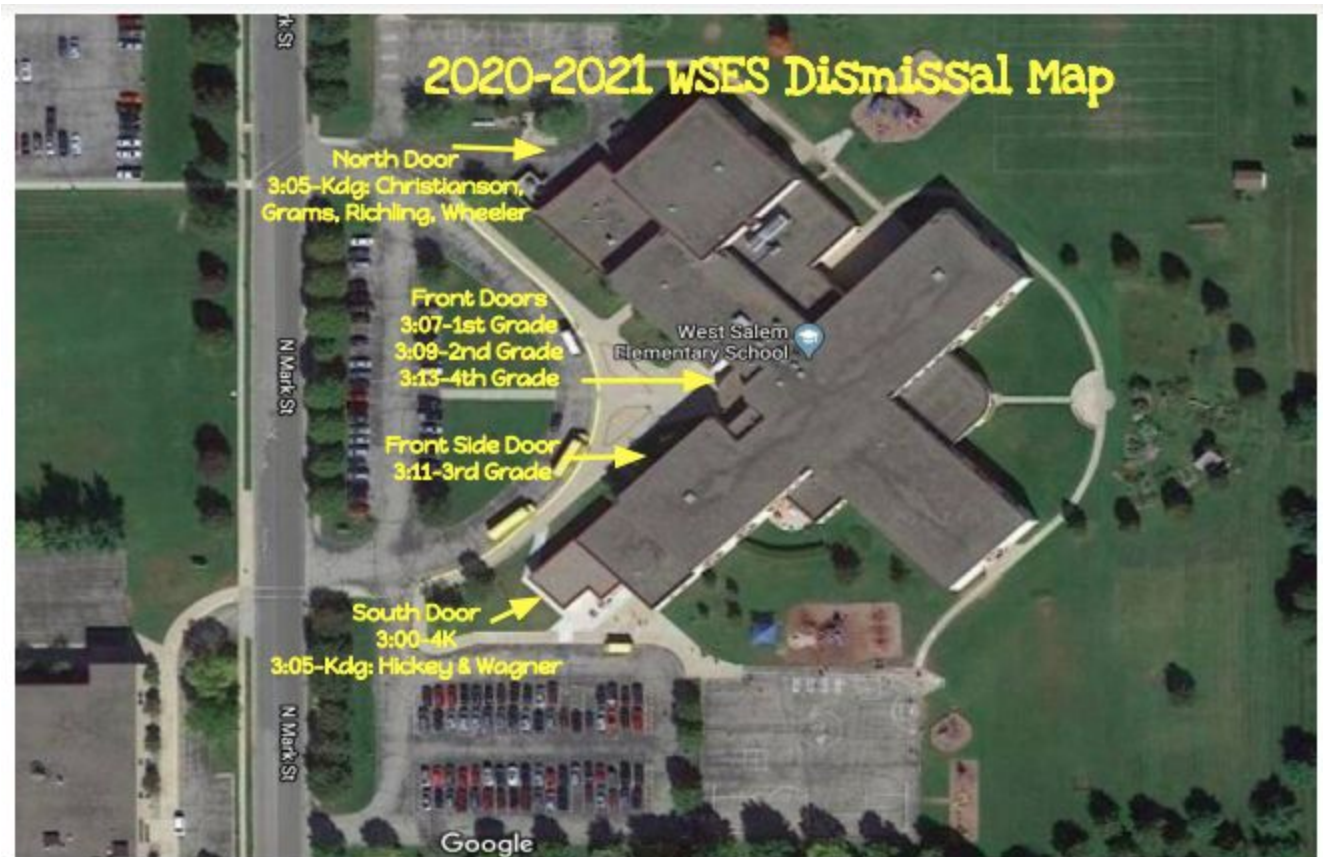 rk St
2020-2021 WSES Dismissal Map
North Door
3:05-Kdg: Christianson,
Grams, Richling, Wheeler
Front Doors
3:07-1st Grade
3:09-2nd Grade
3:13-4th Grade
West Salem
Elementary School
N Mark St
Front Side Door
3:11-3rd Grade
South Door
3:00-4K
3:05-Kdg: Hickey & Wagner
N Mark St
Google